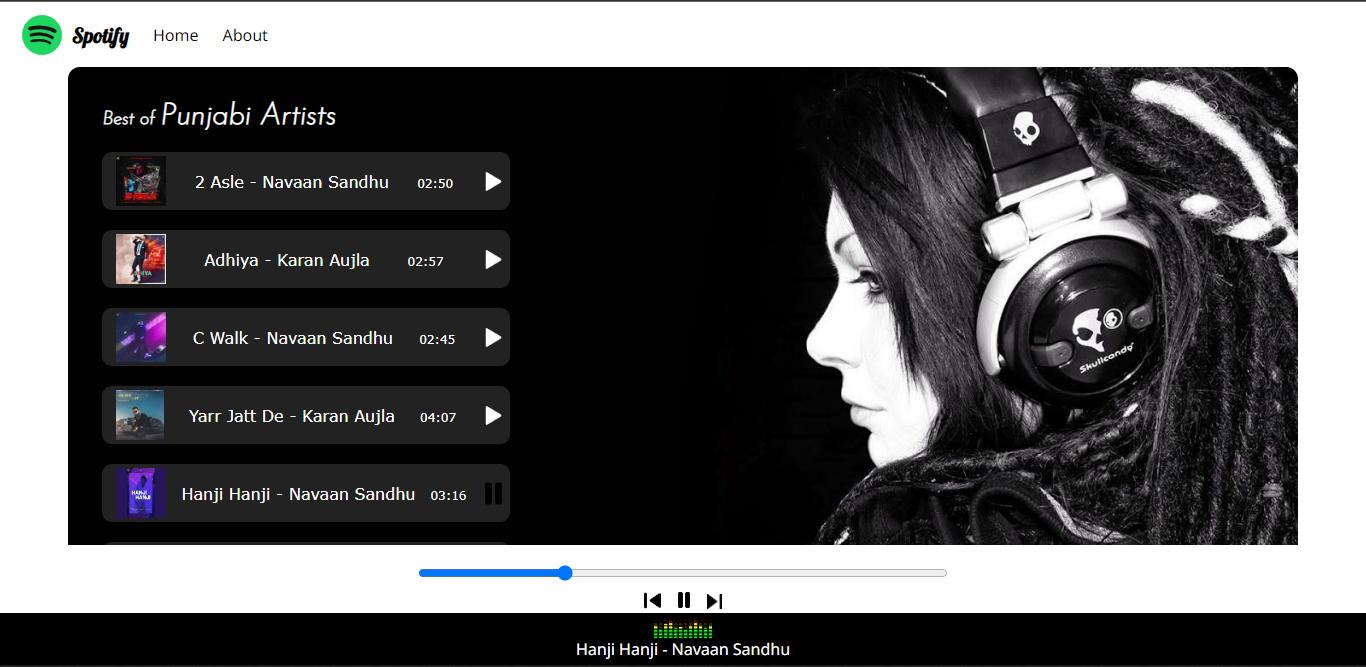 Spotify Home About
Best of Punjabi Artists
2 Asle - Navaan Sandhu 02:50
Adhiya - Karan Aujla 02:57
C Walk - Navaan Sandhu 02:45
Yarr Jatt De - Karan Aujla 04:07
HANJI
HANJI
Hanji Hanji - Navaan Sandhu 03:16
Skullcandy
Hanji Hanji - Navaan Sandhu